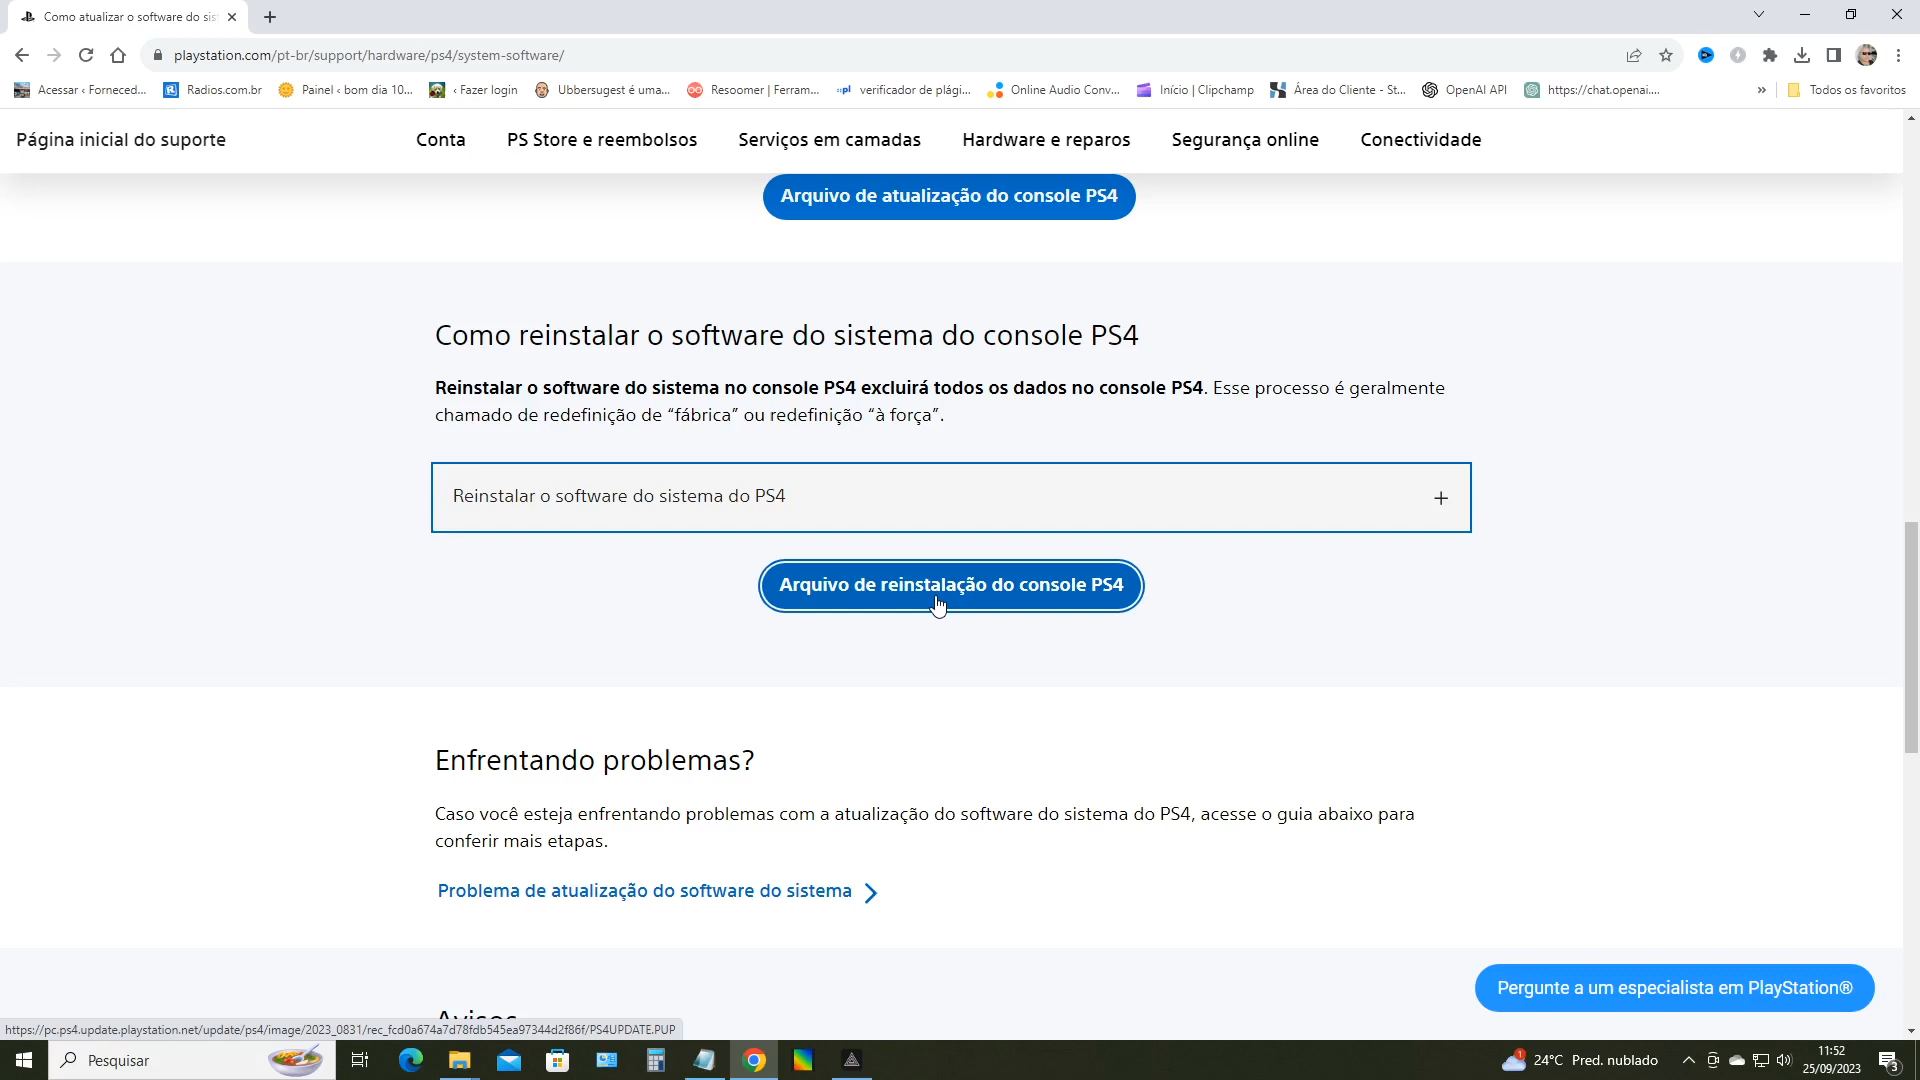 Como atualizar o software do sis
playstation.com/pt-br/support/hardware/ps4/system-software/
Acessar ‹ Forneced...
Radios.com.br
Painel ‹ bom dia 10...
‹ Fazer login
Ubbersugest é uma...
Resoomer | Ferram...
verificador de plági...
Online Audio Conv...
Início | Clipchamp
Área do Cliente - St...
OpenAI API
https://chat.openai....
»
Todos os favoritos
Página inicial do suporte
Conta
PS Store e reembolsos
Serviços em camadas
Hardware e reparos
Segurança online
Conectividade
Arquivo de atualização do console PS4
Como reinstalar o software do sistema do console PS4
Reinstalar o software do sistema no console PS4 excluirá todos os dados no console PS4. Esse processo é geralmente
chamado de redefinição de “fábrica” ou redefinição “à força”.
Reinstalar o software do sistema do PS4
Arquivo de reinstalação do console PS4
Enfrentando problemas?
Caso você esteja enfrentando problemas com a atualização do software do sistema do PS4, acesse o guia abaixo para
conferir mais etapas.
Problema de atualização do software do sistema
Pergunte a um especialista em PlayStation®
Avisos
https://pc.ps4.update.playstation.net/update/ps4/image/2023_0831/rec_fcd0a674a7d78fdb545ea97344d2f86f/PS4UPDATE.PUP
Pesquisar
1
24°C Pred. nublado
11:52
25/09/2023
3